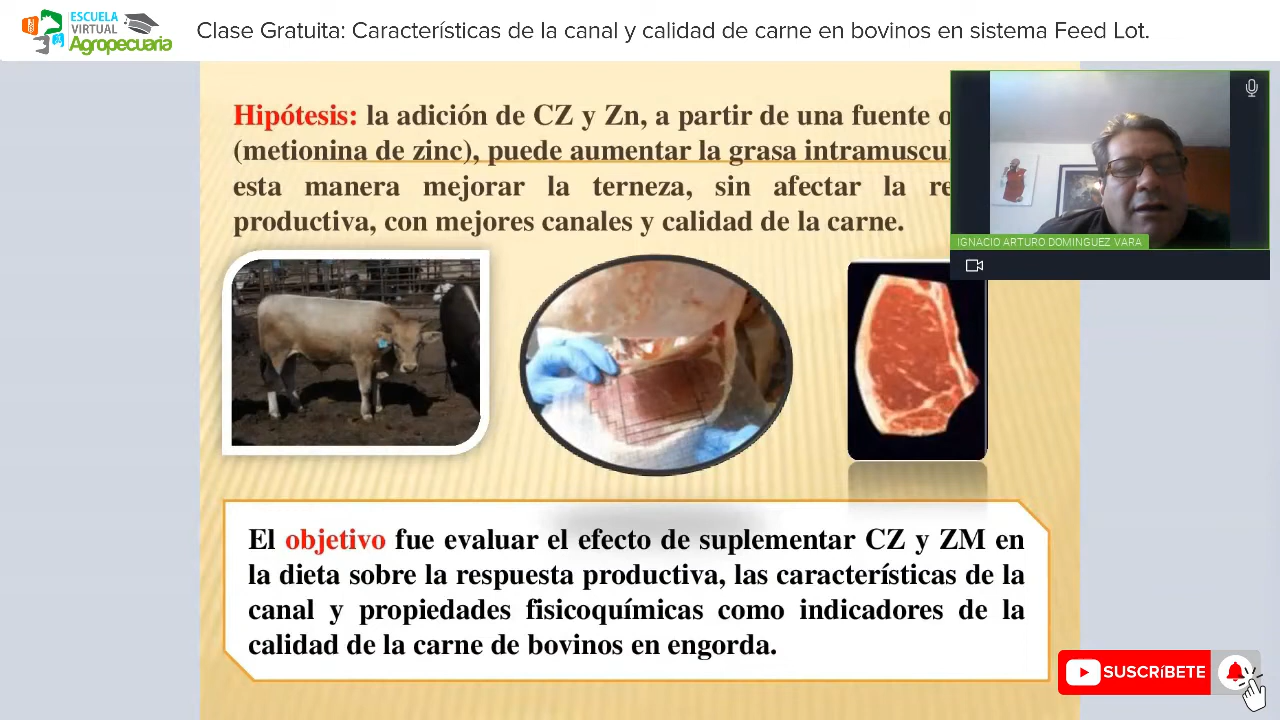 ESCUELA
VIRTUAL
Agropecuaria
Clase Gratuita: Características de la canal y calidad de carne en bovinos en sistema Feed Lot.
Hipótesis: la adición de CZ y Zn, a partir de una fuente
(metionina de zinc), puede aumentar la grasa
esta manera mejorar la terneza, sin afectar la
productiva, con mejores canales y calidad de la carne.
IGNACIO ARTURO DOMINGUEZ VARA
El objetivo fue evaluar el efecto de suplementar CZ y ZM en
la dieta sobre la respuesta productiva, las características de la
canal y propiedades fisicoquímicas como indicadores de la
calidad de la carne de bovinos en engorda.
SUSCRíBETE